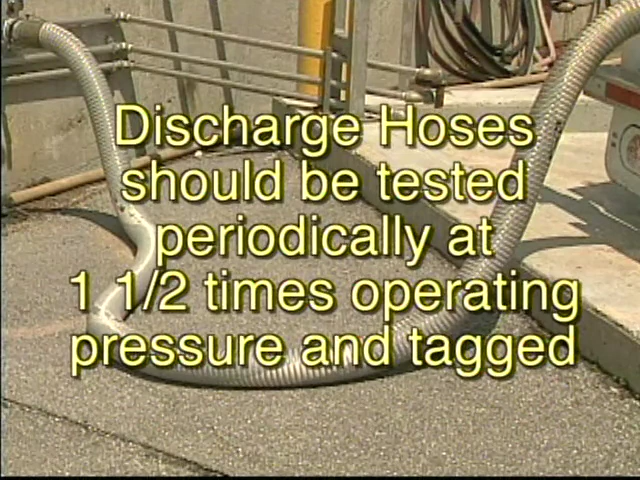 Discharge Hoses
should be tested
periodically at
1 1/2 times operating
pressure and tagged